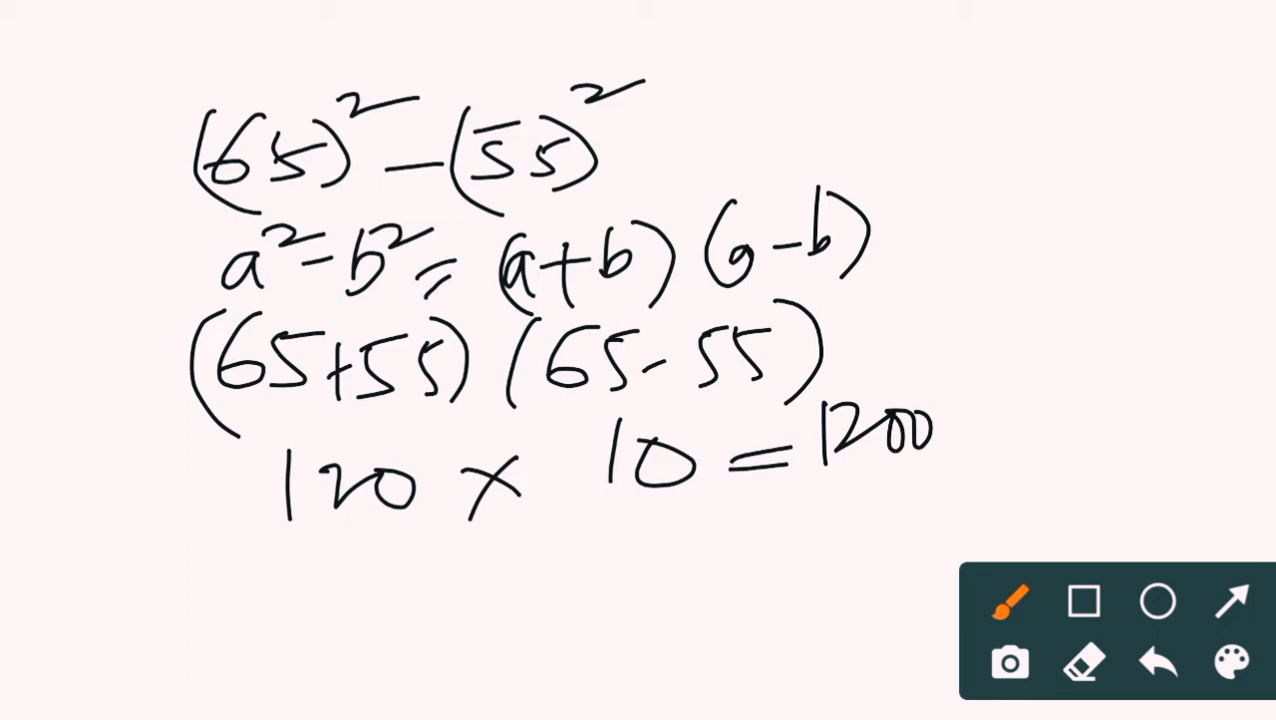 (65)² - (55)²
a² - b² = (a+b) (a-b)
(65+55) (65-55)
120 × 10 = 1200